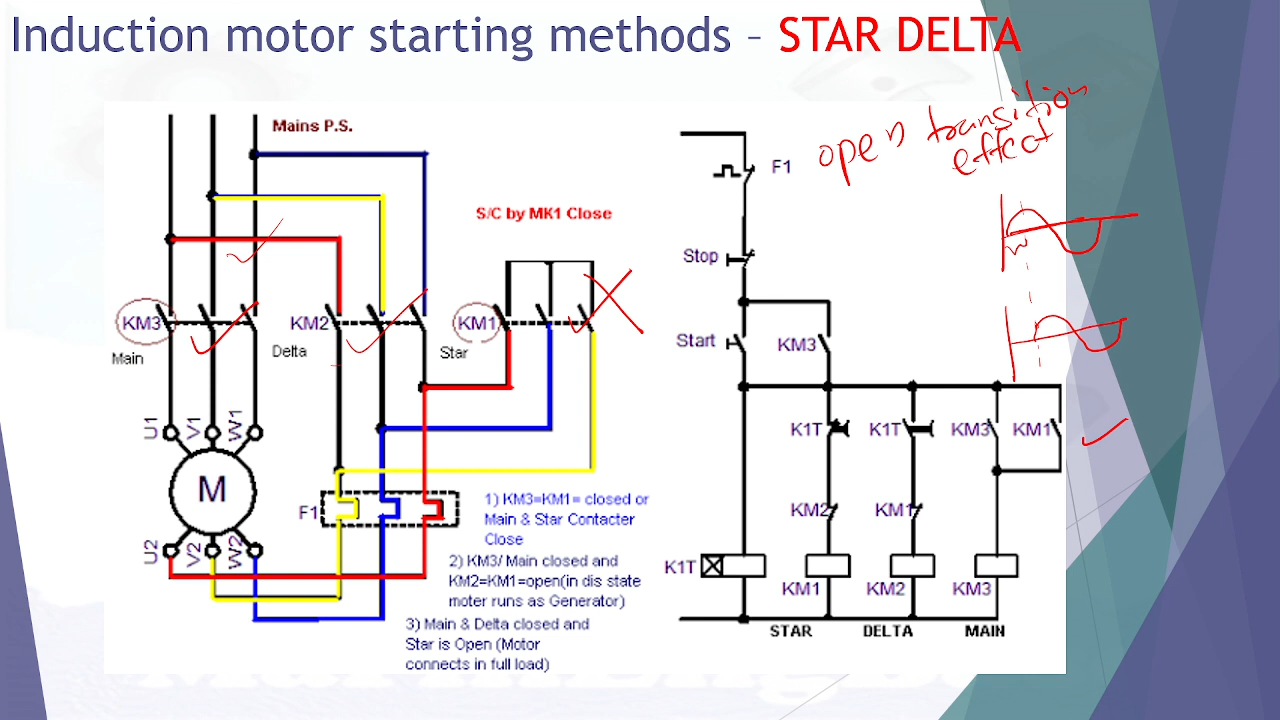 Induction motor starting methods – STAR DELTA
open transition
effect
Mains P.S.
S/C by MK1 Close
KM3
Main
KM2
Delta
KM1
Star
U1
V1
W1
M
U2
V2
W2
F1
1) KM3=KM1= closed or
Main & Star Contacter
Close
2) KM3/ Main closed and
KM2=KM1=open(in dis state
moter runs as Generator)
3) Main & Delta closed and
Star is Open (Motor
connects in full load)
F1
Stop
Start
KM3
K1T
K1T
KM3
KM1
KM2
KM1
K1T
KM1
KM2
KM3
STAR
DELTA
MAIN